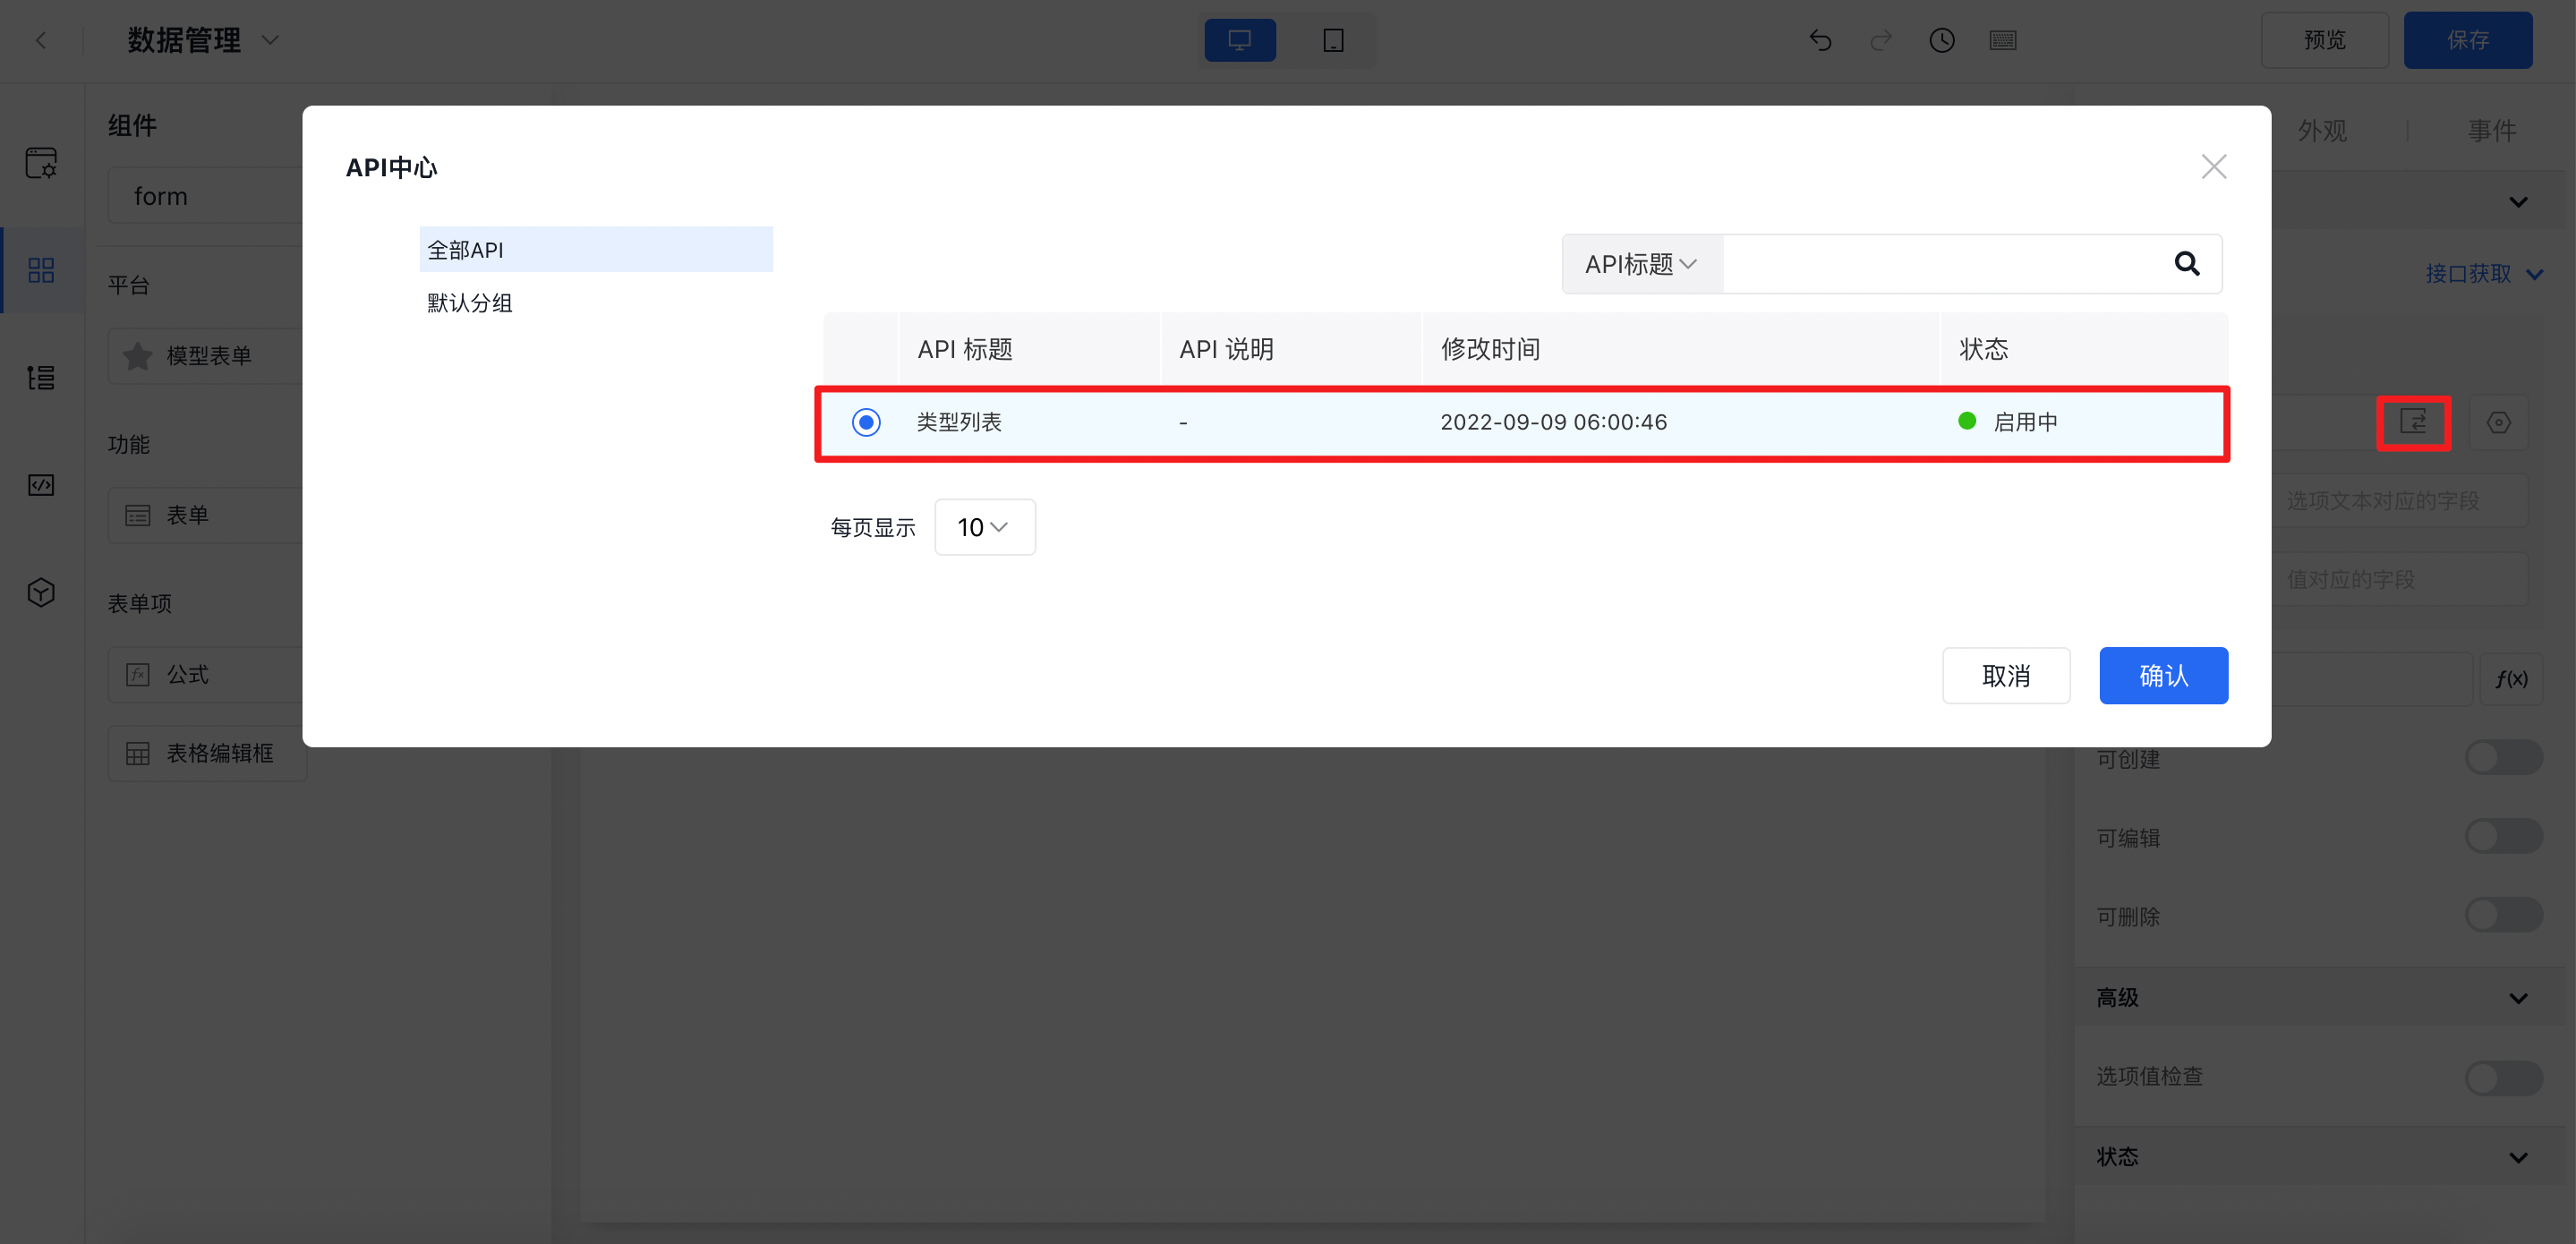 数据管理
预览
保存
组件
form
平台
模型表单
功能
表单
表单项
公式
表格编辑框
API中心
全部API
默认分组
API标题
API 标题
API 说明
修改时间
状态
类型列表
-
2022-09-09 06:00:46
启用中
每页显示
10
取消
确认
外观
事件
接口获取
选项文本对应的字段
值对应的字段
f(x)
可创建
可编辑
可删除
高级
选项值检查
状态